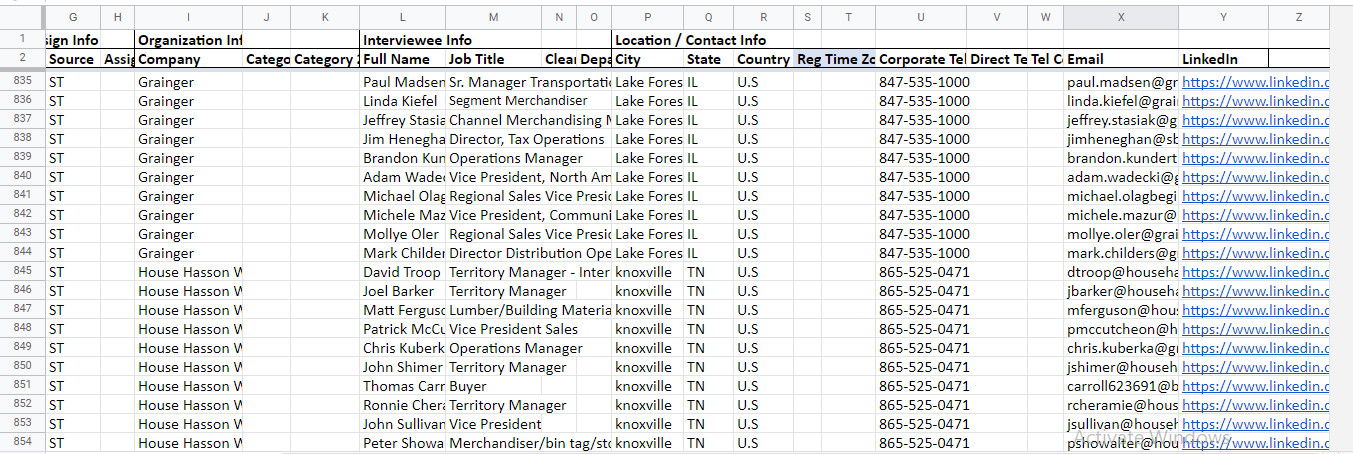 G H I J K L M N O P Q R S T U V W X Y Z
1 sign Info Organization Inf Interviewee Info Location / Contact Info
2 Source Assig Company Catego Category 2 Full Name Job Title Clear Depa City State Country Reg Time Zo Corporate Tel Direct Te Tel Co Email LinkedIn
835 ST Grainger Paul Madsen Sr. Manager Transportatio Lake Fores IL U.S 847-535-1000 paul.madsen@gr https://www.linkedin.c
836 ST Grainger Linda Kiefel Segment Merchandiser Lake Fores IL U.S 847-535-1000 linda.kiefel@grai https://www.linkedin.c
837 ST Grainger Jeffrey Stasia Channel Merchandising M Lake Fores IL U.S 847-535-1000 jeffrey.stasiak@g https://www.linkedin.c
838 ST Grainger Jim Henegha Director, Tax Operations Lake Fores IL U.S 847-535-1000 jimheneghan@sb https://www.linkedin.c
839 ST Grainger Brandon Kun Operations Manager Lake Fores IL U.S 847-535-1000 brandon.kundert https://www.linkedin.c
840 ST Grainger Adam Wadec Vice President, North Am Lake Fores IL U.S 847-535-1000 adam.wadecki@g https://www.linkedin.c
841 ST Grainger Michael Olag Regional Sales Vice Presid Lake Fores IL U.S 847-535-1000 michael.olagbegi https://www.linkedin.c
842 ST Grainger Michele Maz Vice President, Communi Lake Fores IL U.S 847-535-1000 michele.mazur@ https://www.linkedin.c
843 ST Grainger Mollye Oler Regional Sales Vice Presid Lake Fores IL U.S 847-535-1000 mollye.oler@grai https://www.linkedin.c
844 ST Grainger Mark Childer Director Distribution Ope Lake Fores IL U.S 847-535-1000 mark.childers@g https://www.linkedin.c
845 ST House Hasson W David Troop Territory Manager - Inter knoxville TN U.S 865-525-0471 dtroop@househa https://www.linkedin.c
846 ST House Hasson W Joel Barker Territory Manager knoxville TN U.S 865-525-0471 jbarker@househa https://www.linkedin.c
847 ST House Hasson W Matt Ferguso Lumber/Building Materia knoxville TN U.S 865-525-0471 mferguson@hous https://www.linkedin.c
848 ST House Hasson W Patrick McCu Vice President Sales knoxville TN U.S 865-525-0471 pmccutcheon@h https://www.linkedin.c
849 ST House Hasson W Chris Kuberk Operations Manager knoxville TN U.S 865-525-0471 chris.kuberka@g https://www.linkedin.c
850 ST House Hasson W John Shimer Territory Manager knoxville TN U.S 865-525-0471 jshimer@househ https://www.linkedin.c
851 ST House Hasson W Thomas Carr Buyer knoxville TN U.S 865-525-0471 carroll623691@b https://www.linkedin.c
852 ST House Hasson W Ronnie Chera Territory Manager knoxville TN U.S 865-525-0471 rcheramie@hous https://www.linkedin.c
853 ST House Hasson W John Sullivan Vice President knoxville TN U.S 865-525-0471 jsullivan@househ https://www.linkedin.c
854 ST House Hasson W Peter Showa Merchandiser/bin tag/sto knoxville TN U.S 865-525-0471 pshowalter@hou https://www.linkedin.c
Activate Windows